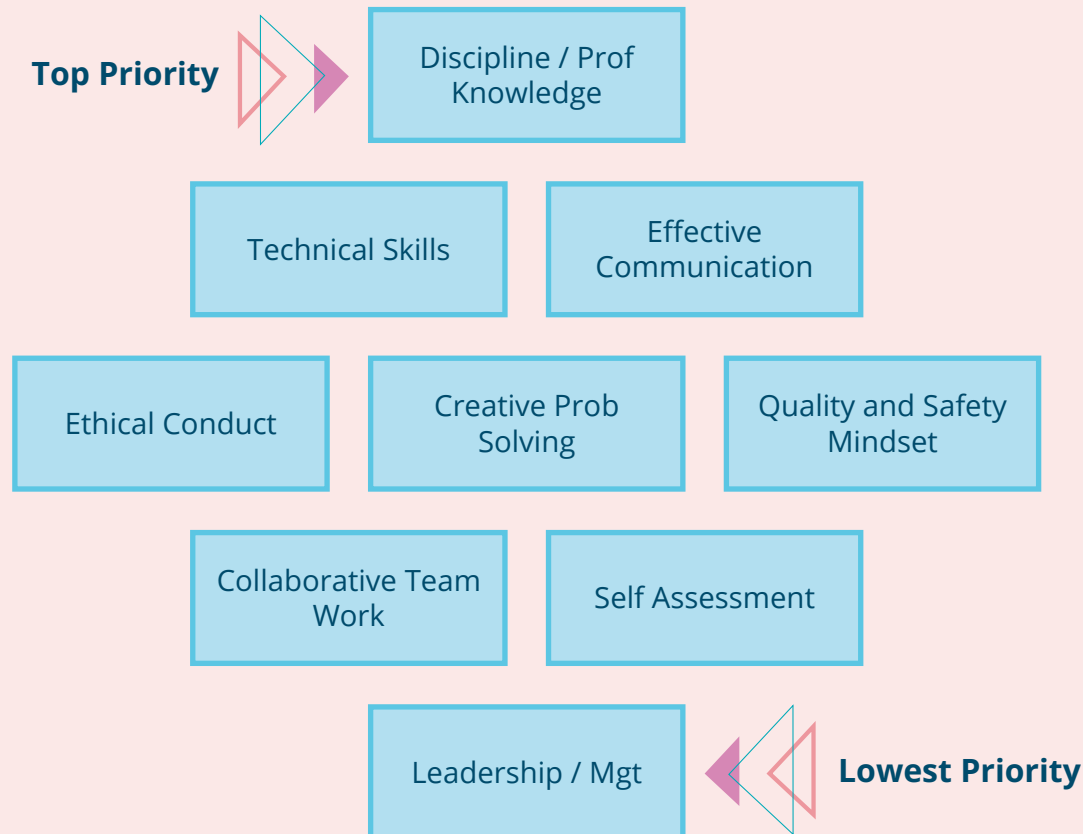 Top Priority
Discipline / Prof
Knowledge
Technical Skills
Effective
Communication
Ethical Conduct
Creative Prob
Solving
Quality and Safety
Mindset
Collaborative Team
Work
Self Assessment
Leadership / Mgt
Lowest Priority